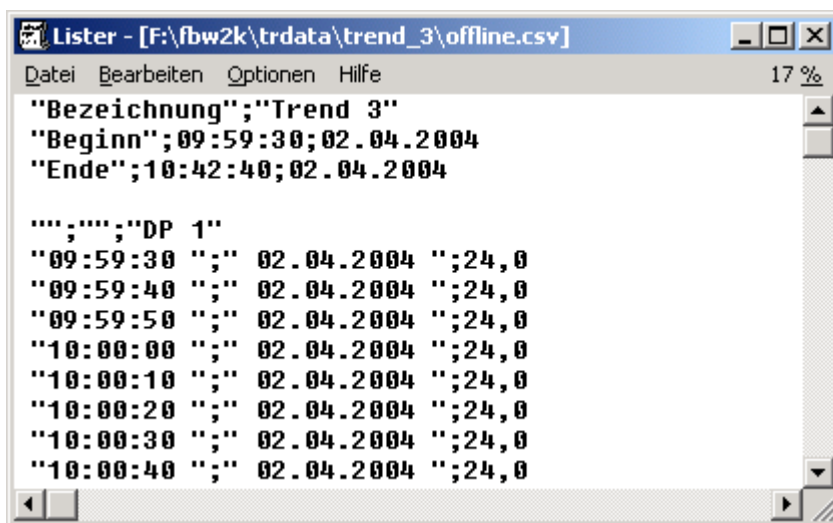 Lister - [F:\fbw2k\trdata\trend_3\offline.csv]
Datei Bearbeiten Optionen Hilfe 17 %
"Bezeichnung";"Trend 3"
"Beginn";09:59:30;02.04.2004
"Ende";10:42:40;02.04.2004
"";"";"DP 1"
"09:59:30 ";" 02.04.2004 ";24,0
"09:59:40 ";" 02.04.2004 ";24,0
"09:59:50 ";" 02.04.2004 ";24,0
"10:00:00 ";" 02.04.2004 ";24,0
"10:00:10 ";" 02.04.2004 ";24,0
"10:00:20 ";" 02.04.2004 ";24,0
"10:00:30 ";" 02.04.2004 ";24,0
"10:00:40 ";" 02.04.2004 ";24,0